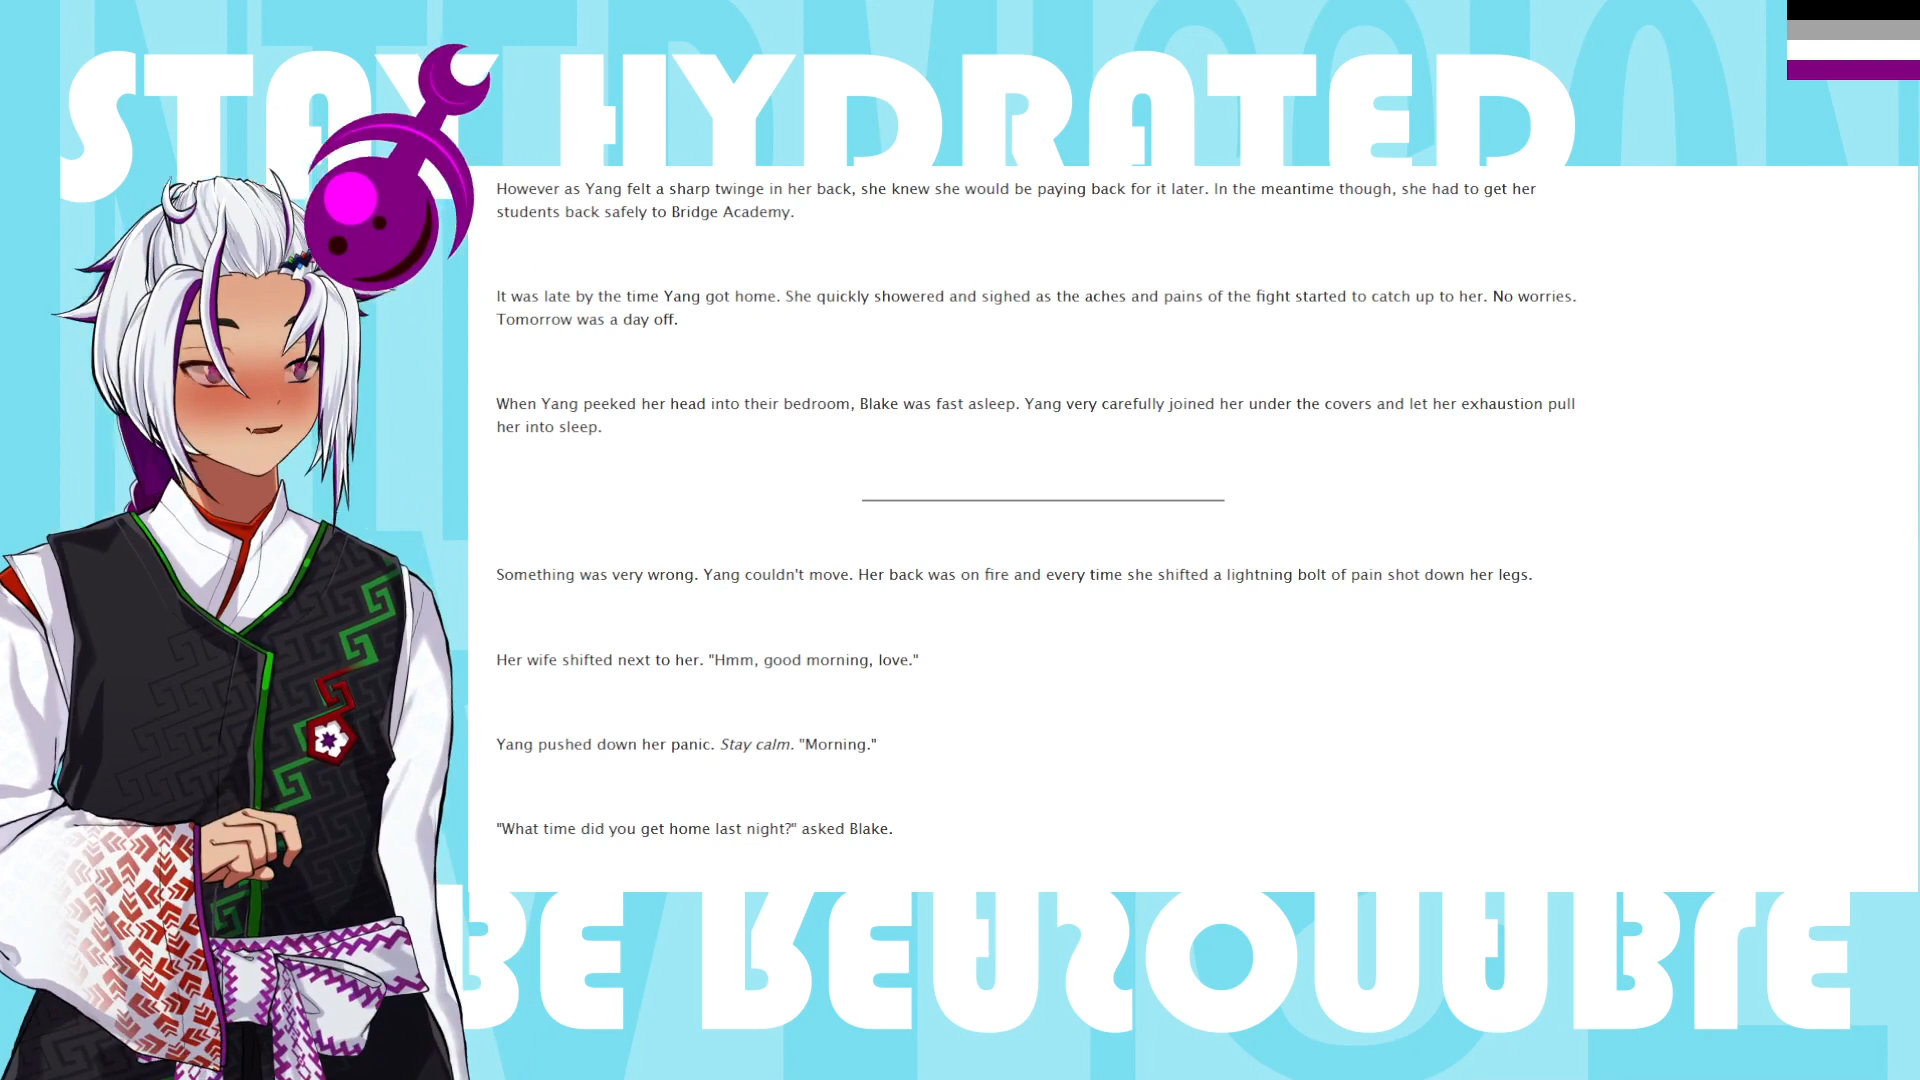 STAY HYDRATED
However as Yang felt a sharp twinge in her back, she knew she would be paying back for it later. In the meantime though, she had to get her
students back safely to Bridge Academy.
It was late by the time Yang got home. She quickly showered and sighed as the aches and pains of the fight started to catch up to her. No worries.
Tomorrow was a day off.
When Yang peeked her head into their bedroom, Blake was fast asleep. Yang very carefully joined her under the covers and let her exhaustion pull
her into sleep.
Something was very wrong. Yang couldn't move. Her back was on fire and every time she shifted a lightning bolt of pain shot down her legs.
Her wife shifted next to her. "Hmm, good morning, love."
Yang pushed down her panic. Stay calm. "Morning."
"What time did you get home last night?" asked Blake.
BE